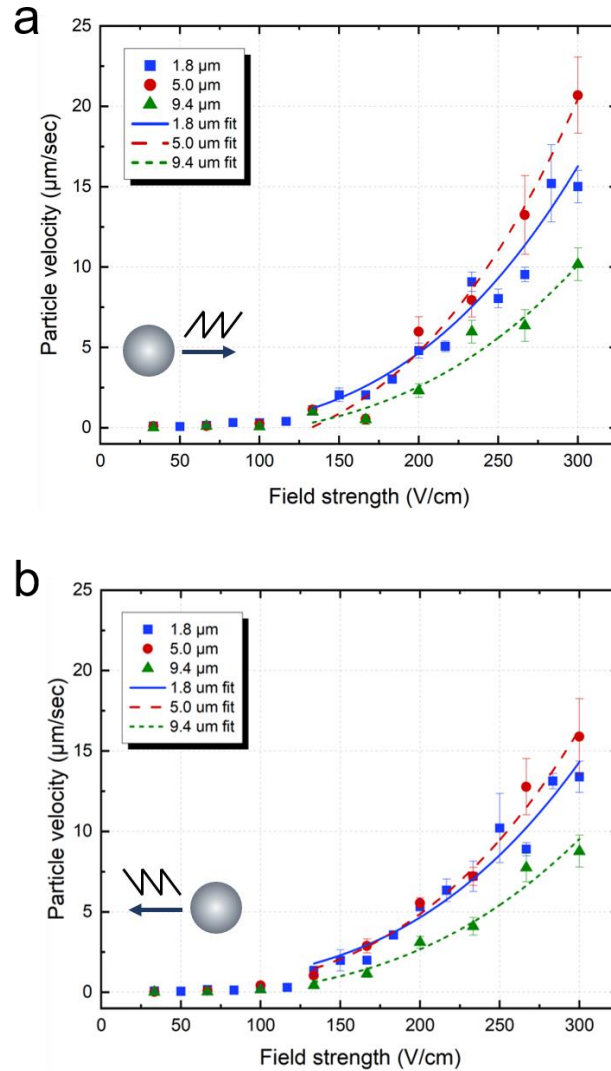 a
25
20
15
10
5
0
Particle velocity (μm/sec)
1.8 μm
5.0 μm
9.4 μm
1.8 um fit
5.0 um fit
9.4 um fit
0 50 100 150 200 250 300
Field strength (V/cm)
b
25
20
15
10
5
0
Particle velocity (μm/sec)
1.8 μm
5.0 μm
9.4 μm
1.8 um fit
5.0 um fit
9.4 um fit
0 50 100 150 200 250 300
Field strength (V/cm)